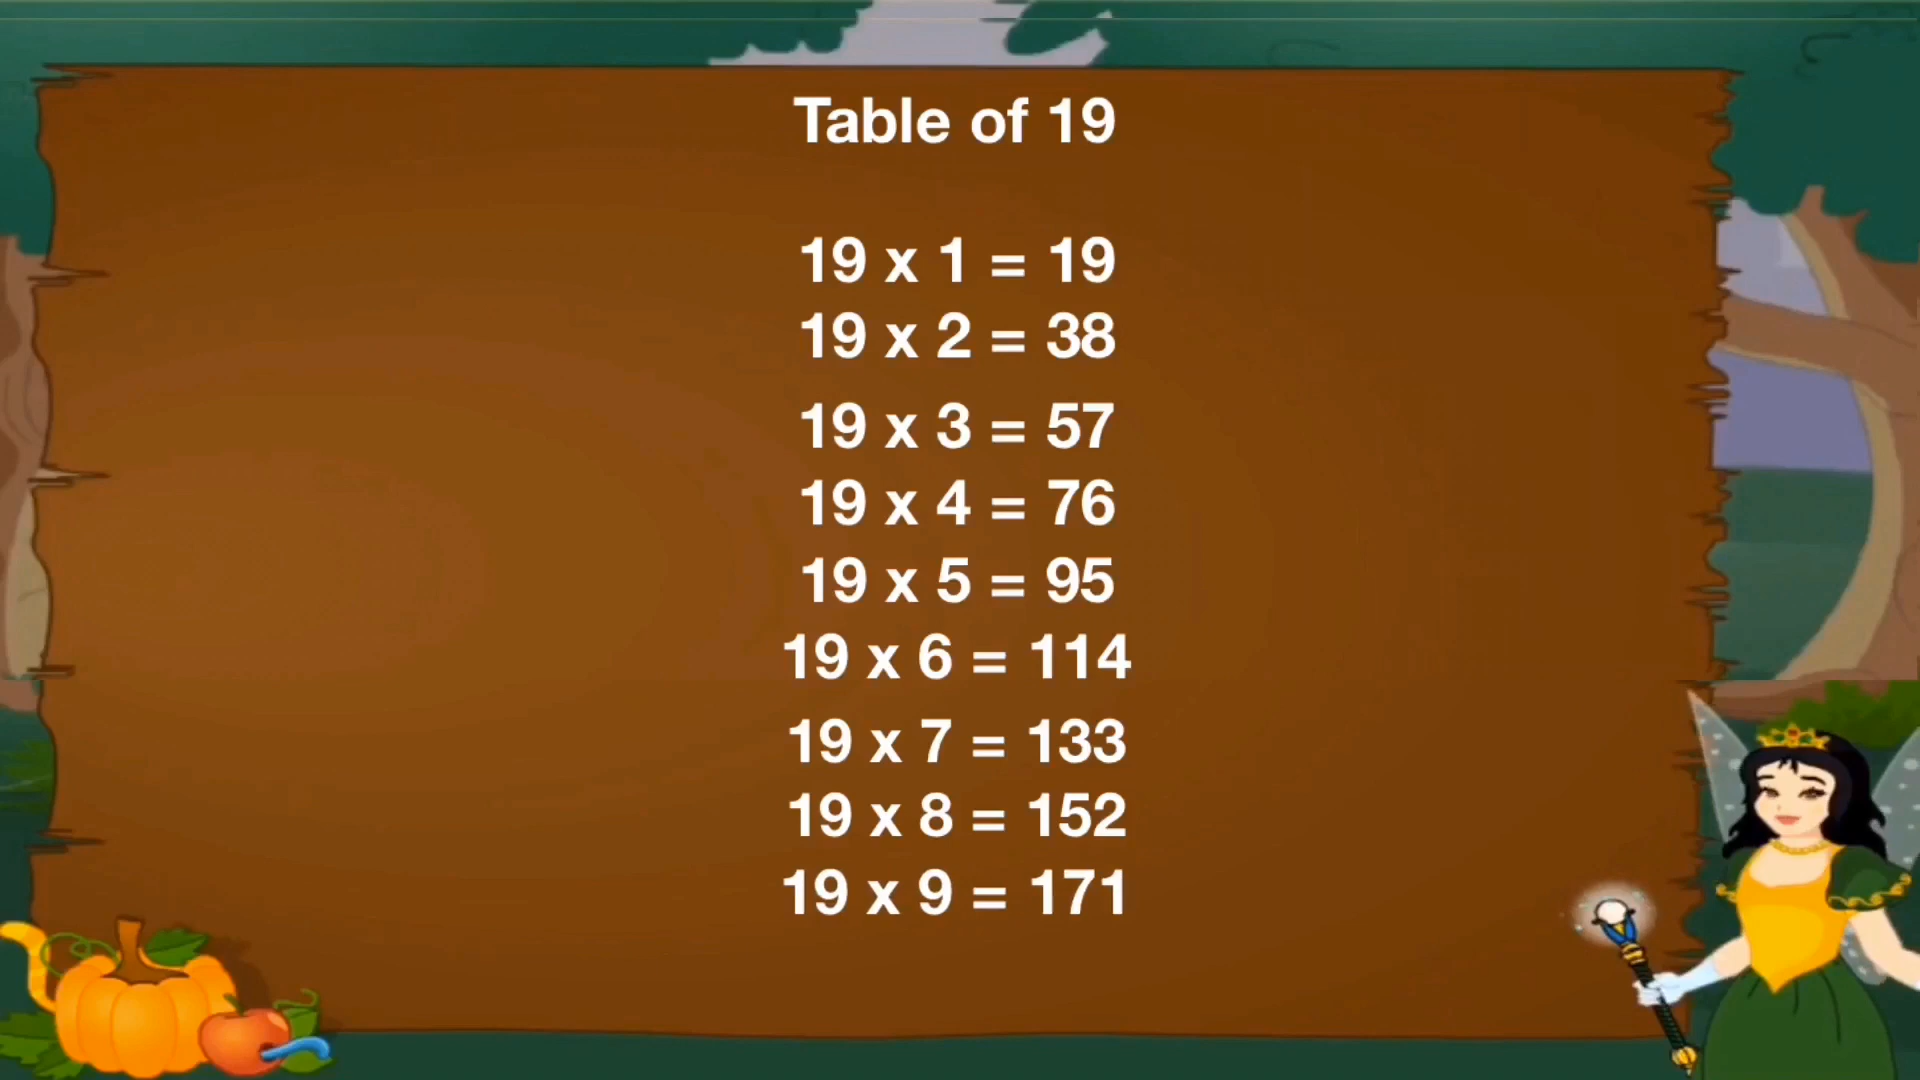 Table of 19
19 x 1 = 19
19 x 2 = 38
19 x 3 = 57
19 x 4 = 76
19 x 5 = 95
19 x 6 = 114
19 x 7 = 133
19 x 8 = 152
19 x 9 = 171